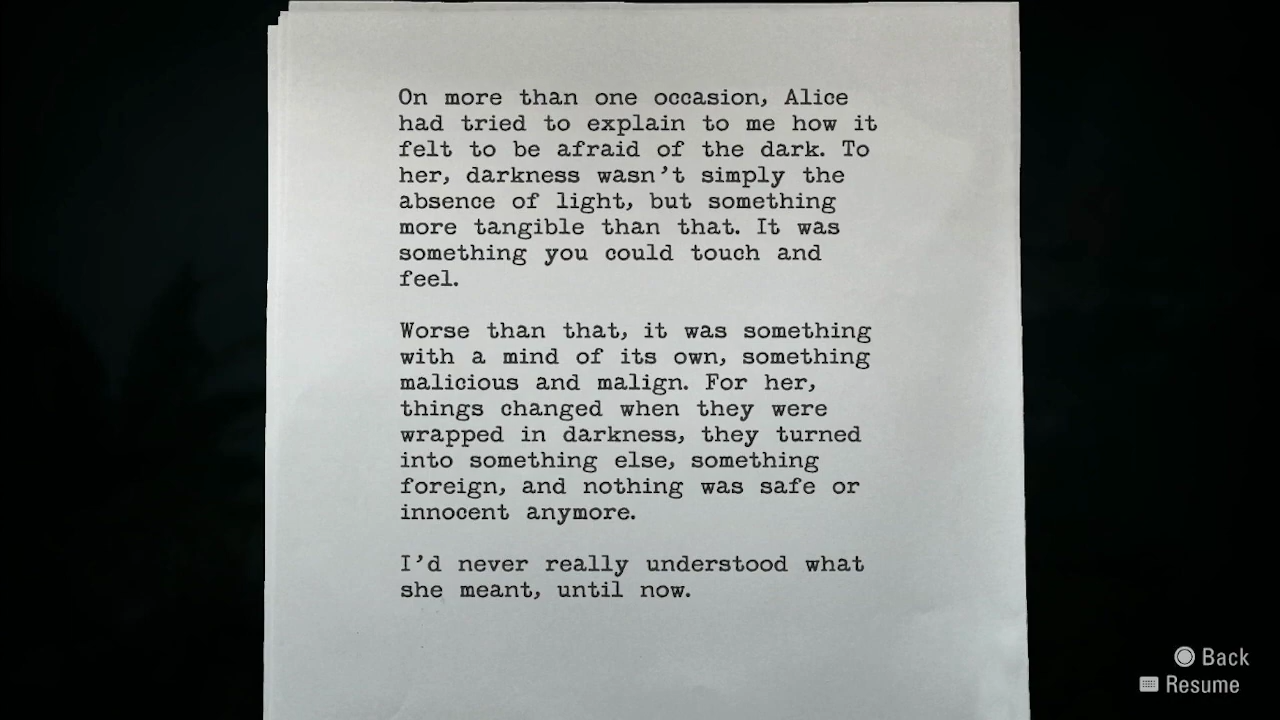 On more than one occasion, Alice
had tried to explain to me how it
felt to be afraid of the dark. To
her, darkness wasn’t simply the
absence of light, but something
more tangible than that. It was
something you could touch and
feel.
Worse than that, it was something
with a mind of its own, something
malicious and malign. For her,
things changed when they were
wrapped in darkness, they turned
into something else, something
foreign, and nothing was safe or
innocent anymore.
I’d never really understood what
she meant, until now.
Back
Resume